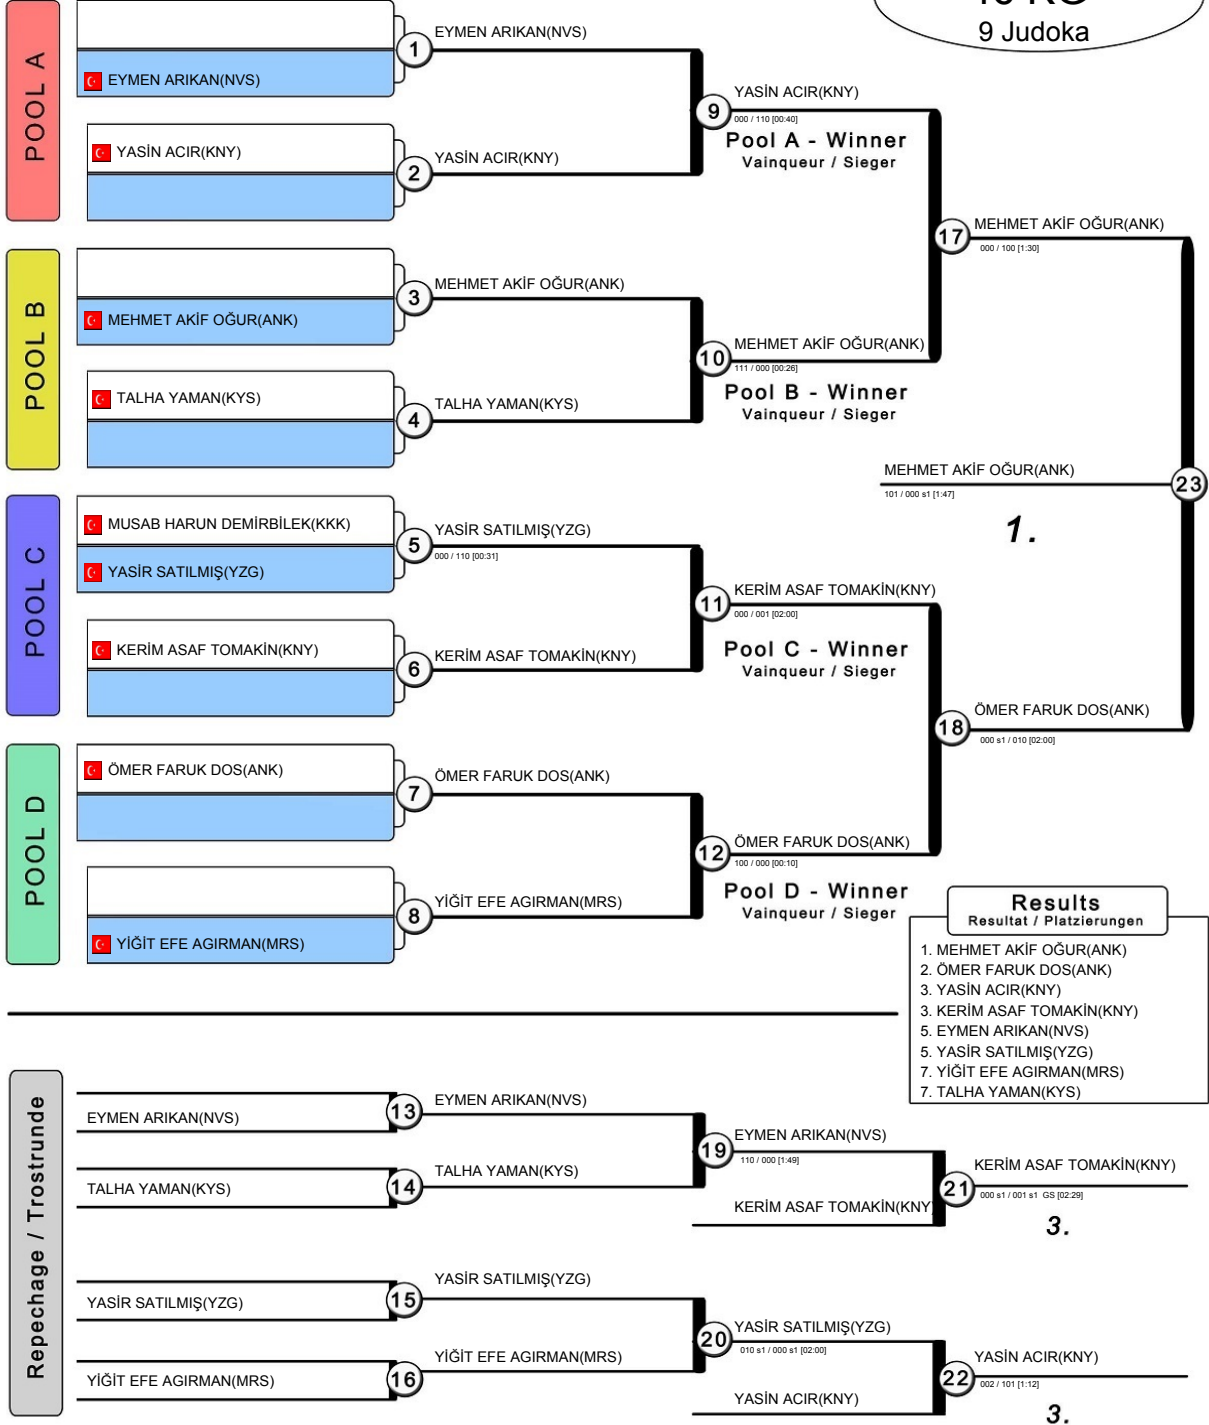 9 Judoka
POOL A
EYMEN ARIKAN(NVS)
1
EYMEN ARIKAN(NVS)
YASİN ACIR(KNY)
2
YASİN ACIR(KNY)
9
YASİN ACIR(KNY)
000 / 110 [00:40]
Pool A - Winner
Vainqueur / Sieger
POOL B
MEHMET AKİF OĞUR(ANK)
3
MEHMET AKİF OĞUR(ANK)
TALHA YAMAN(KYS)
4
TALHA YAMAN(KYS)
10
MEHMET AKİF OĞUR(ANK)
111 / 000 [00:26]
Pool B - Winner
Vainqueur / Sieger
17
MEHMET AKİF OĞUR(ANK)
000 / 100 [1:30]
POOL C
MUSAB HARUN DEMİRBİLEK(KKK)
YASİR SATILMIŞ(YZG)
5
YASİR SATILMIŞ(YZG)
000 / 110 [00:31]
KERİM ASAF TOMAKİN(KNY)
6
KERİM ASAF TOMAKİN(KNY)
11
KERİM ASAF TOMAKİN(KNY)
000 / 001 [02:00]
Pool C - Winner
Vainqueur / Sieger
MEHMET AKİF OĞUR(ANK)
101 / 000 s1 [1:47]
23
1.
POOL D
ÖMER FARUK DOS(ANK)
7
ÖMER FARUK DOS(ANK)
YİĞİT EFE AGIRMAN(MRS)
8
YİĞİT EFE AGIRMAN(MRS)
12
ÖMER FARUK DOS(ANK)
100 / 000 [00:10]
Pool D - Winner
Vainqueur / Sieger
18
ÖMER FARUK DOS(ANK)
000 s1 / 010 [02:00]
Results
Resultat / Platzierungen
1. MEHMET AKİF OĞUR(ANK)
2. ÖMER FARUK DOS(ANK)
3. YASİN ACIR(KNY)
3. KERİM ASAF TOMAKİN(KNY)
5. EYMEN ARIKAN(NVS)
5. YASİR SATILMIŞ(YZG)
7. YİĞİT EFE AGIRMAN(MRS)
7. TALHA YAMAN(KYS)
Repechage / Trostrunde
EYMEN ARIKAN(NVS)
13
EYMEN ARIKAN(NVS)
TALHA YAMAN(KYS)
14
TALHA YAMAN(KYS)
19
EYMEN ARIKAN(NVS)
110 / 000 [1:49]
KERİM ASAF TOMAKİN(KNY)
21
KERİM ASAF TOMAKİN(KNY)
000 s1 / 001 s1 GS [02:29]
3.
YASİR SATILMIŞ(YZG)
15
YASİR SATILMIŞ(YZG)
YİĞİT EFE AGIRMAN(MRS)
16
YİĞİT EFE AGIRMAN(MRS)
20
YASİR SATILMIŞ(YZG)
010 s1 / 000 s1 [02:00]
YASİN ACIR(KNY)
22
YASİN ACIR(KNY)
002 / 101 [1:12]
3.